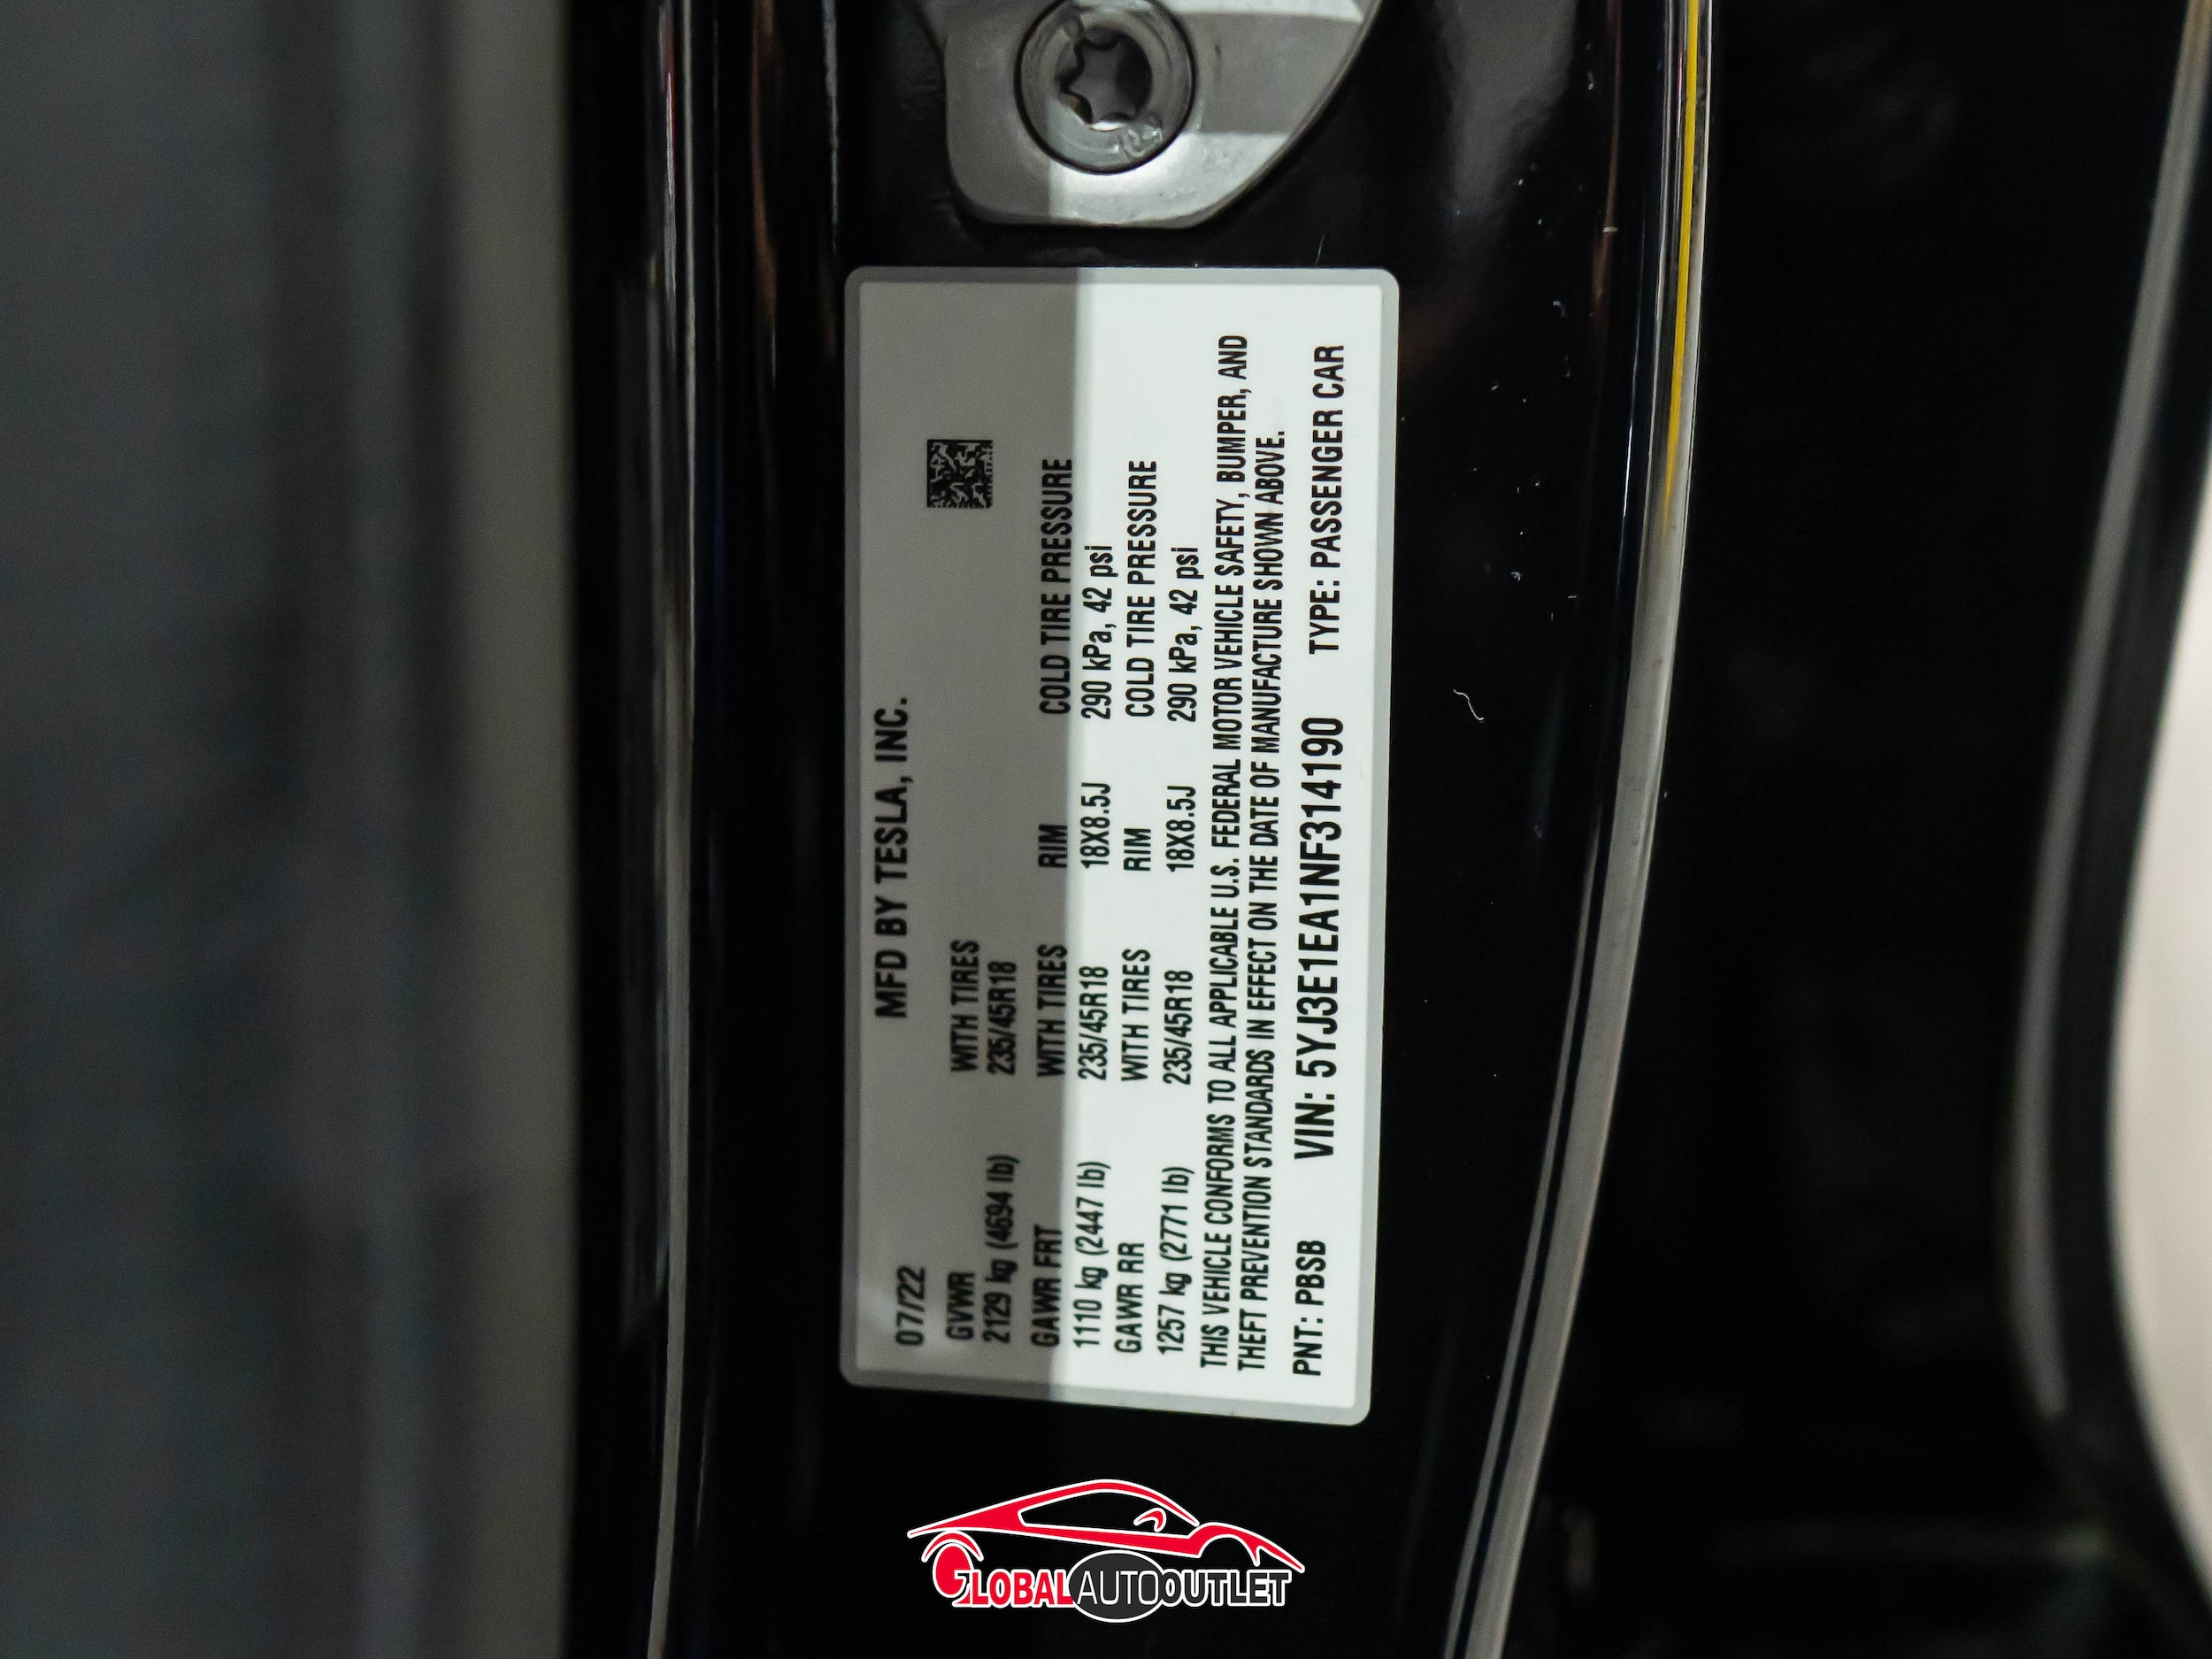 07/22 MFD BY TESLA, INC.
GVWR WITH TIRES
2129 kg (4694 lb) 235/45R18
GAWR FRT WITH TIRES RIM COLD TIRE PRESSURE
1110 kg (2447 lb) 235/45R18 18X8.5J 290 kPa, 42 psi
GAWR RR WITH TIRES RIM COLD TIRE PRESSURE
1257 kg (2771 lb) 235/45R18 18X8.5J 290 kPa, 42 psi
THIS VEHICLE CONFORMS TO ALL APPLICABLE U.S. FEDERAL MOTOR VEHICLE SAFETY, BUMPER, AND
THEFT PREVENTION STANDARDS IN EFFECT ON THE DATE OF MANUFACTURE SHOWN ABOVE.
PNT: PBSB VIN: 5YJ3E1EA1NF314190 TYPE: PASSENGER CAR
GLOBALAUTOOUTLET